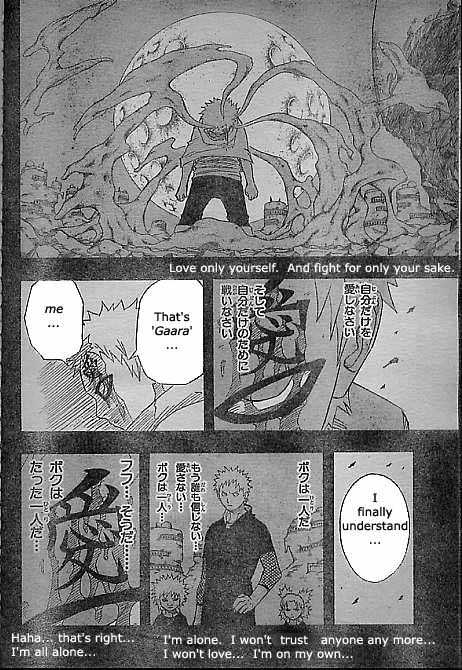 Love only yourself. And fight for only your sake.
自分だけを
愛しなさい
そして
自分だけのために
戦いなさい
愛
That's
'Gaara'
...
me
...
I
finally
understand
...
ボクは一人だ
もう誰も信じない…
愛さない…
ボクは一人…
フフ…そうだ……
ボクは
たった一人だ…
愛
I'm alone. I won't trust anyone any more...
I won't love... I'm on my own...
Haha... that's right...
I'm all alone...